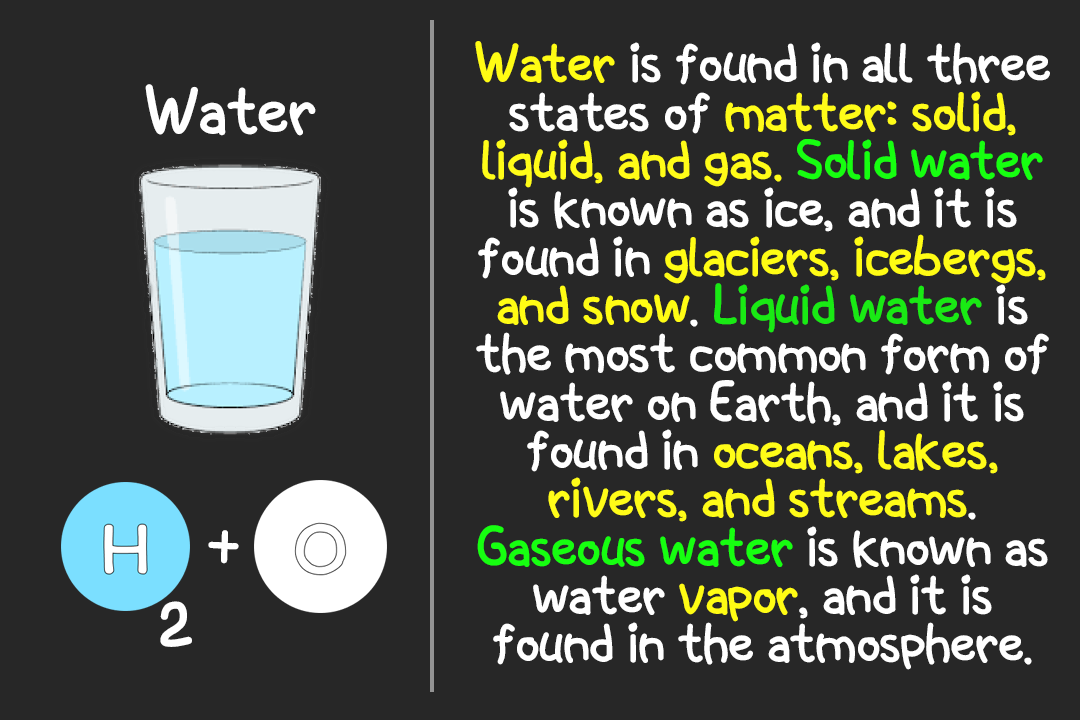 Water
H + O
2
Water is found in all three
states of matter: solid,
liquid, and gas. Solid water
is known as ice, and it is
found in glaciers, icebergs,
and snow. Liquid water is
the most common form of
water on Earth, and it is
found in oceans, lakes,
rivers, and streams.
Gaseous water is known as
water vapor, and it is
found in the atmosphere.